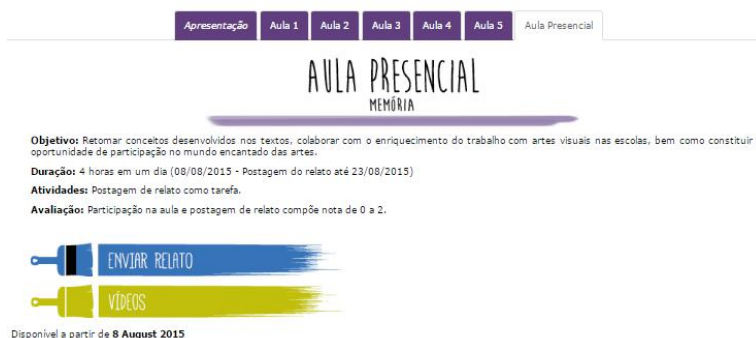 Apresentação Aula 1 Aula 2 Aula 3 Aula 4 Aula 5 Aula Presencial
AULA PRESENCIAL
MEMÓRIA
Objetivo: Retomar conceitos desenvolvidos nos textos, colaborar com o enriquecimento do trabalho com artes visuais nas escolas, bem como constituir
oportunidade de participação no mundo encantado das artes.
Duração: 4 horas em um dia (08/08/2015 - Postagem do relato até 23/08/2015)
Atividades: Postagem de relato como tarefa.
Avaliação: Participação na aula e postagem de relato compõe nota de 0 a 2.
ENVIAR RELATO
VÍDEOS
Disponível a partir de 8 August 2015